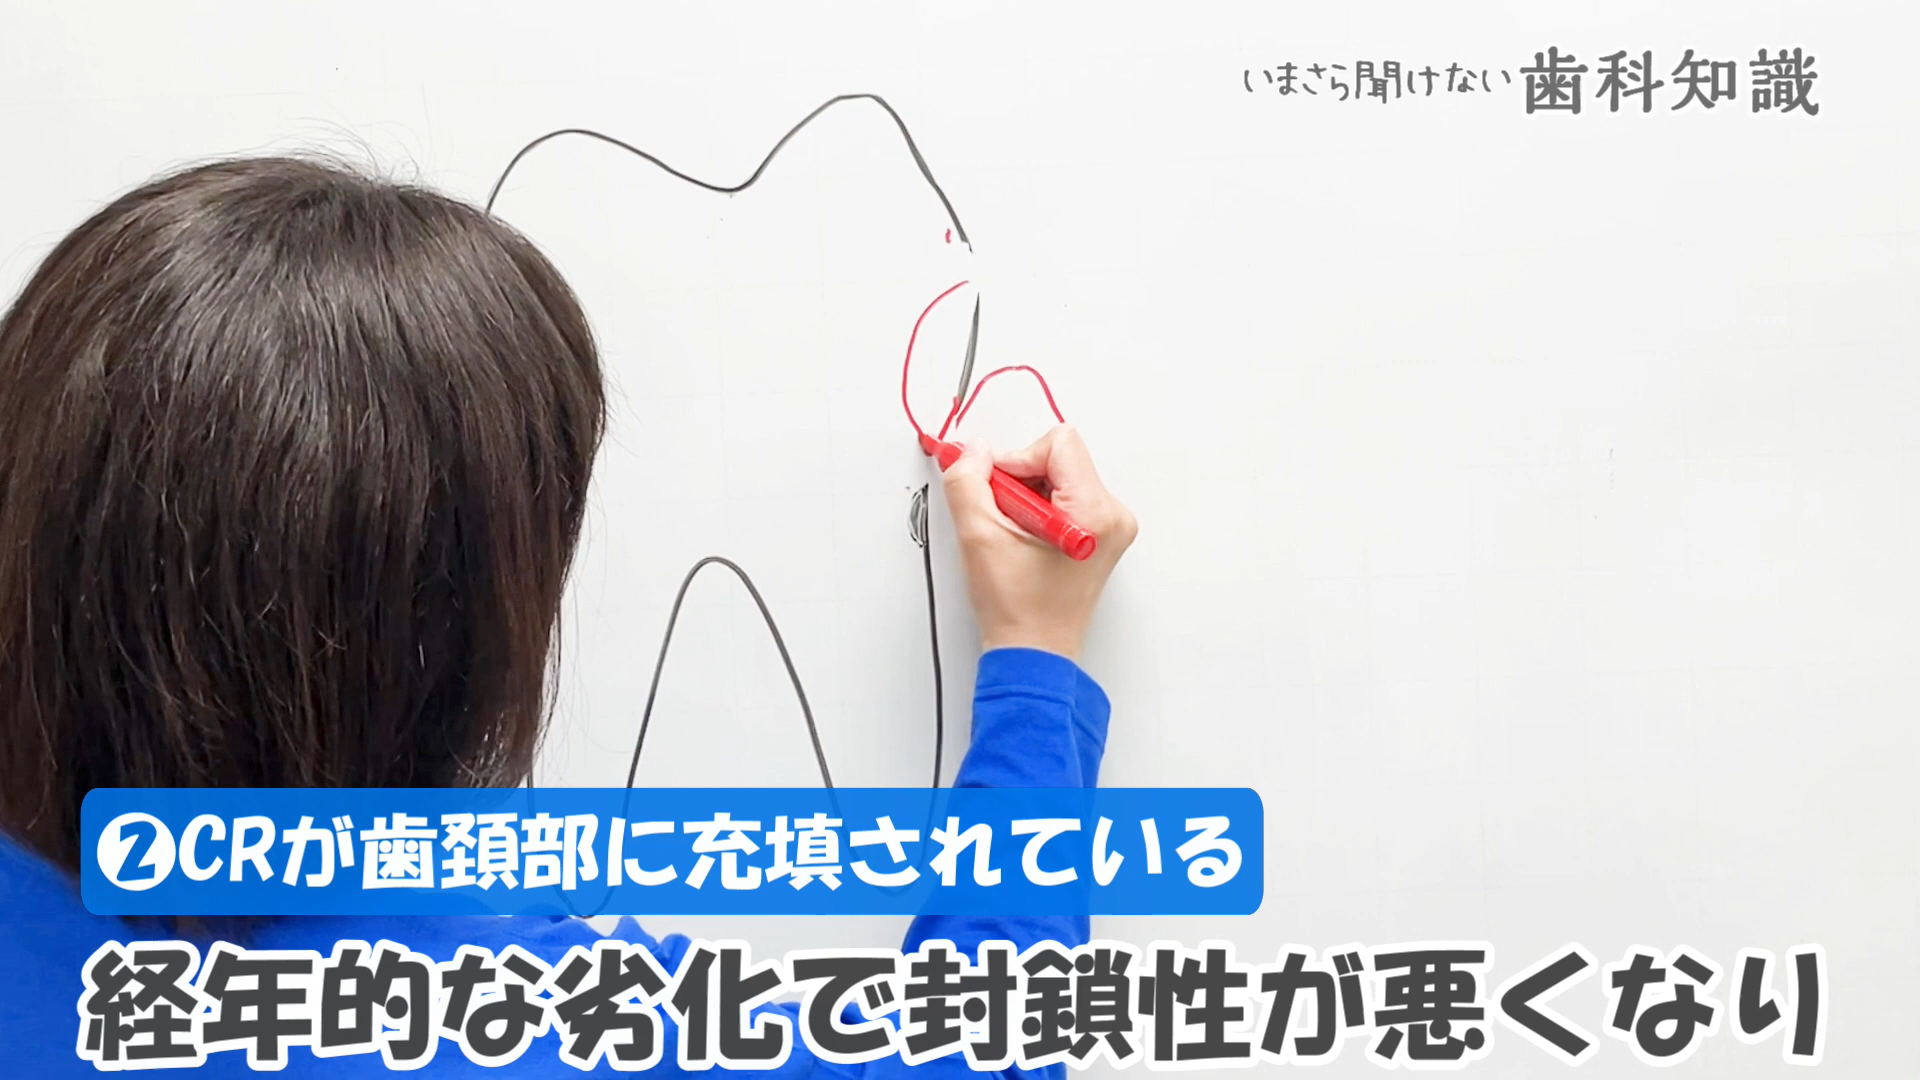 いまさら聞けない歯科知識
❷CRが歯頚部に充填されている
経年的な劣化で封鎖性が悪くなり